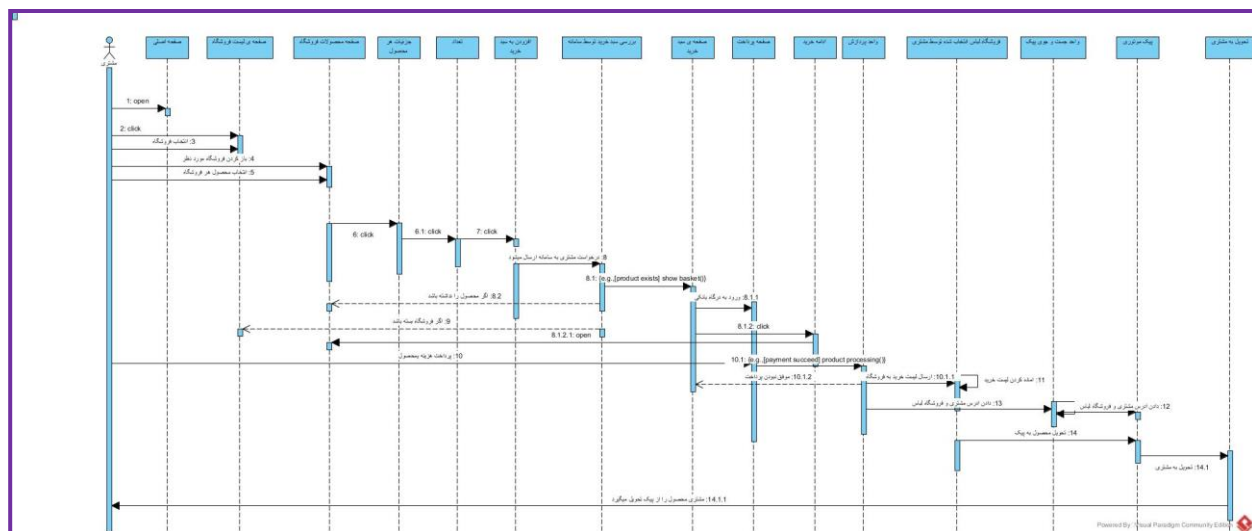 مشتری
صفحه اصلی
صفحه ی لیست فروشگاه
صفحه محصولات فروشگاه
جزییات هر محصول
تعداد
افزودن به سبد خرید
بررسی سبد خرید توسط سامانه
صفحه ی سبد خرید
صفحه پرداخت
ادامه خرید
واحد پردازش
فروشگاه لباس انتخاب شده توسط مشتری
واحد جست و جوی پیک
پیک موتوری
تحویل به مشتری
1: open
2: click
3: انتخاب فروشگاه
4: باز کردن فروشگاه مورد نظر
5: انتخاب محصول هر فروشگاه
6: click
6.1: click
7: click
8: درخواست مشتری به سامانه ارسال میشود
8.1: {e.g.,[product exists] show basket()}
8.2: اگر محصول را نداشته باشد
8.1.1: ورود به درگاه بانکی
9: اگر فروشگاه بسته باشد
8.1.2: click
8.1.2.1: open
10: پرداخت هزینه محصول
10.1: {e.g.,[payment succeed] product processing()}
10.1.2: موفق نبودن پرداخت
10.1.1: ارسال لیست خرید به فروشگاه
11: اماده کردن لیست خرید
13: دادن ادرس مشتری و فروشگاه لباس
12: دادن ادرس مشتری و فروشگاه لباس
14: تحویل محصول به پیک
14.1: تحویل به مشتری
14.1.1: مشتری محصول را از پیک تحویل میگیرد
Powered By Visual Paradigm Community Edition